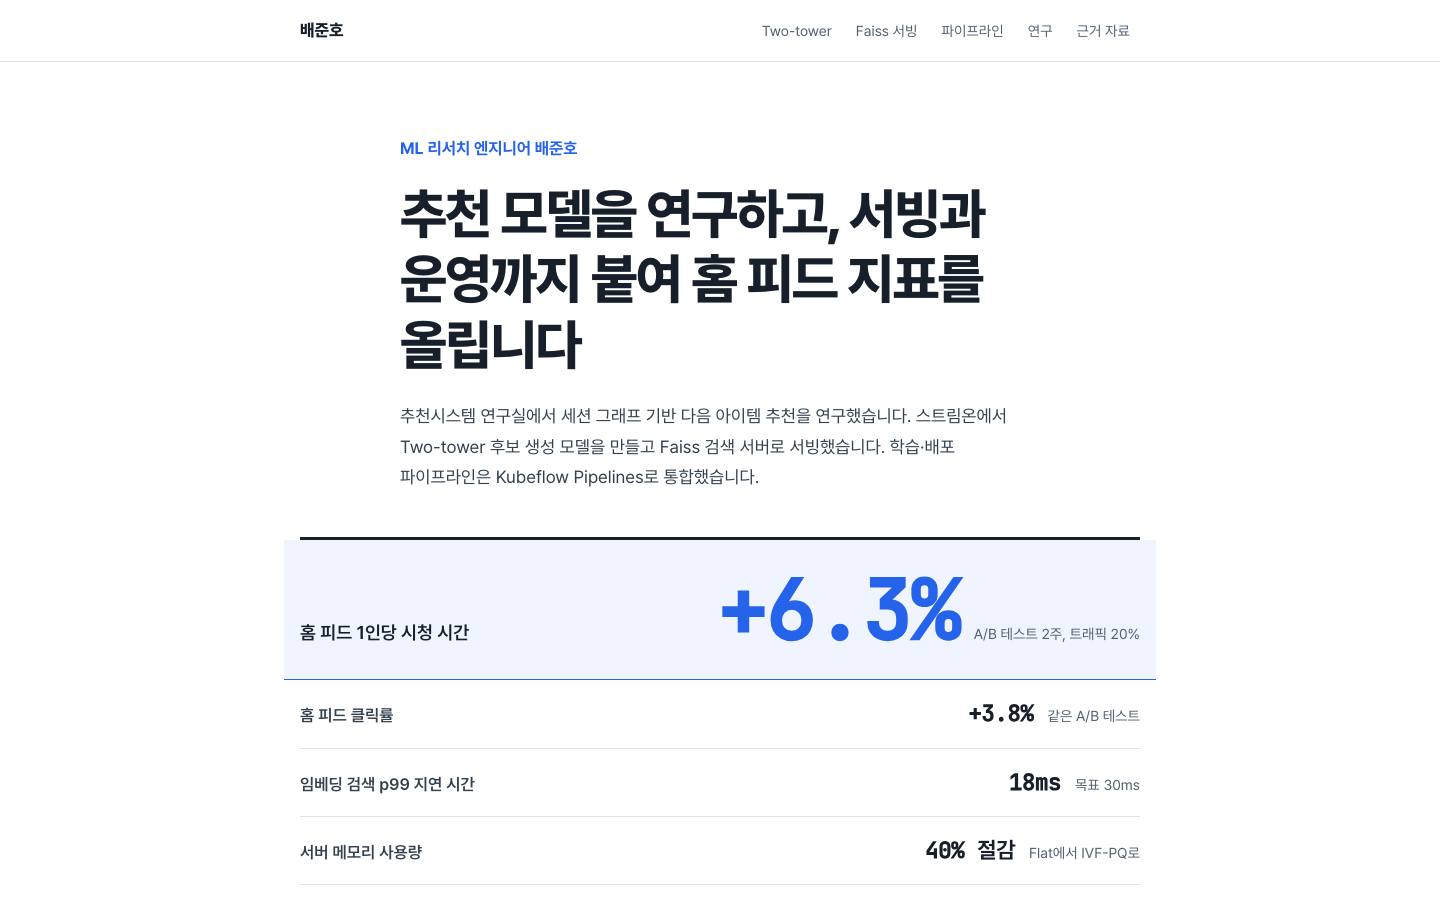 배준호
Two-tower
Faiss 서빙
파이프라인
연구
근거 자료
ML 리서치 엔지니어 배준호
추천 모델을 연구하고, 서빙과
운영까지 붙여 홈 피드 지표를
올립니다
추천시스템 연구실에서 세션 그래프 기반 다음 아이템 추천을 연구했습니다. 스트림온에서
Two-tower 후보 생성 모델을 만들고 Faiss 검색 서버로 서빙했습니다. 학습·배포
파이프라인은 Kubeflow Pipelines로 통합했습니다.
홈 피드 1인당 시청 시간
+6.3% A/B 테스트 2주, 트래픽 20%
홈 피드 클릭률
+3.8% 같은 A/B 테스트
임베딩 검색 p99 지연 시간
18ms 목표 30ms
서버 메모리 사용량
40% 절감 Flat에서 IVF-PQ로